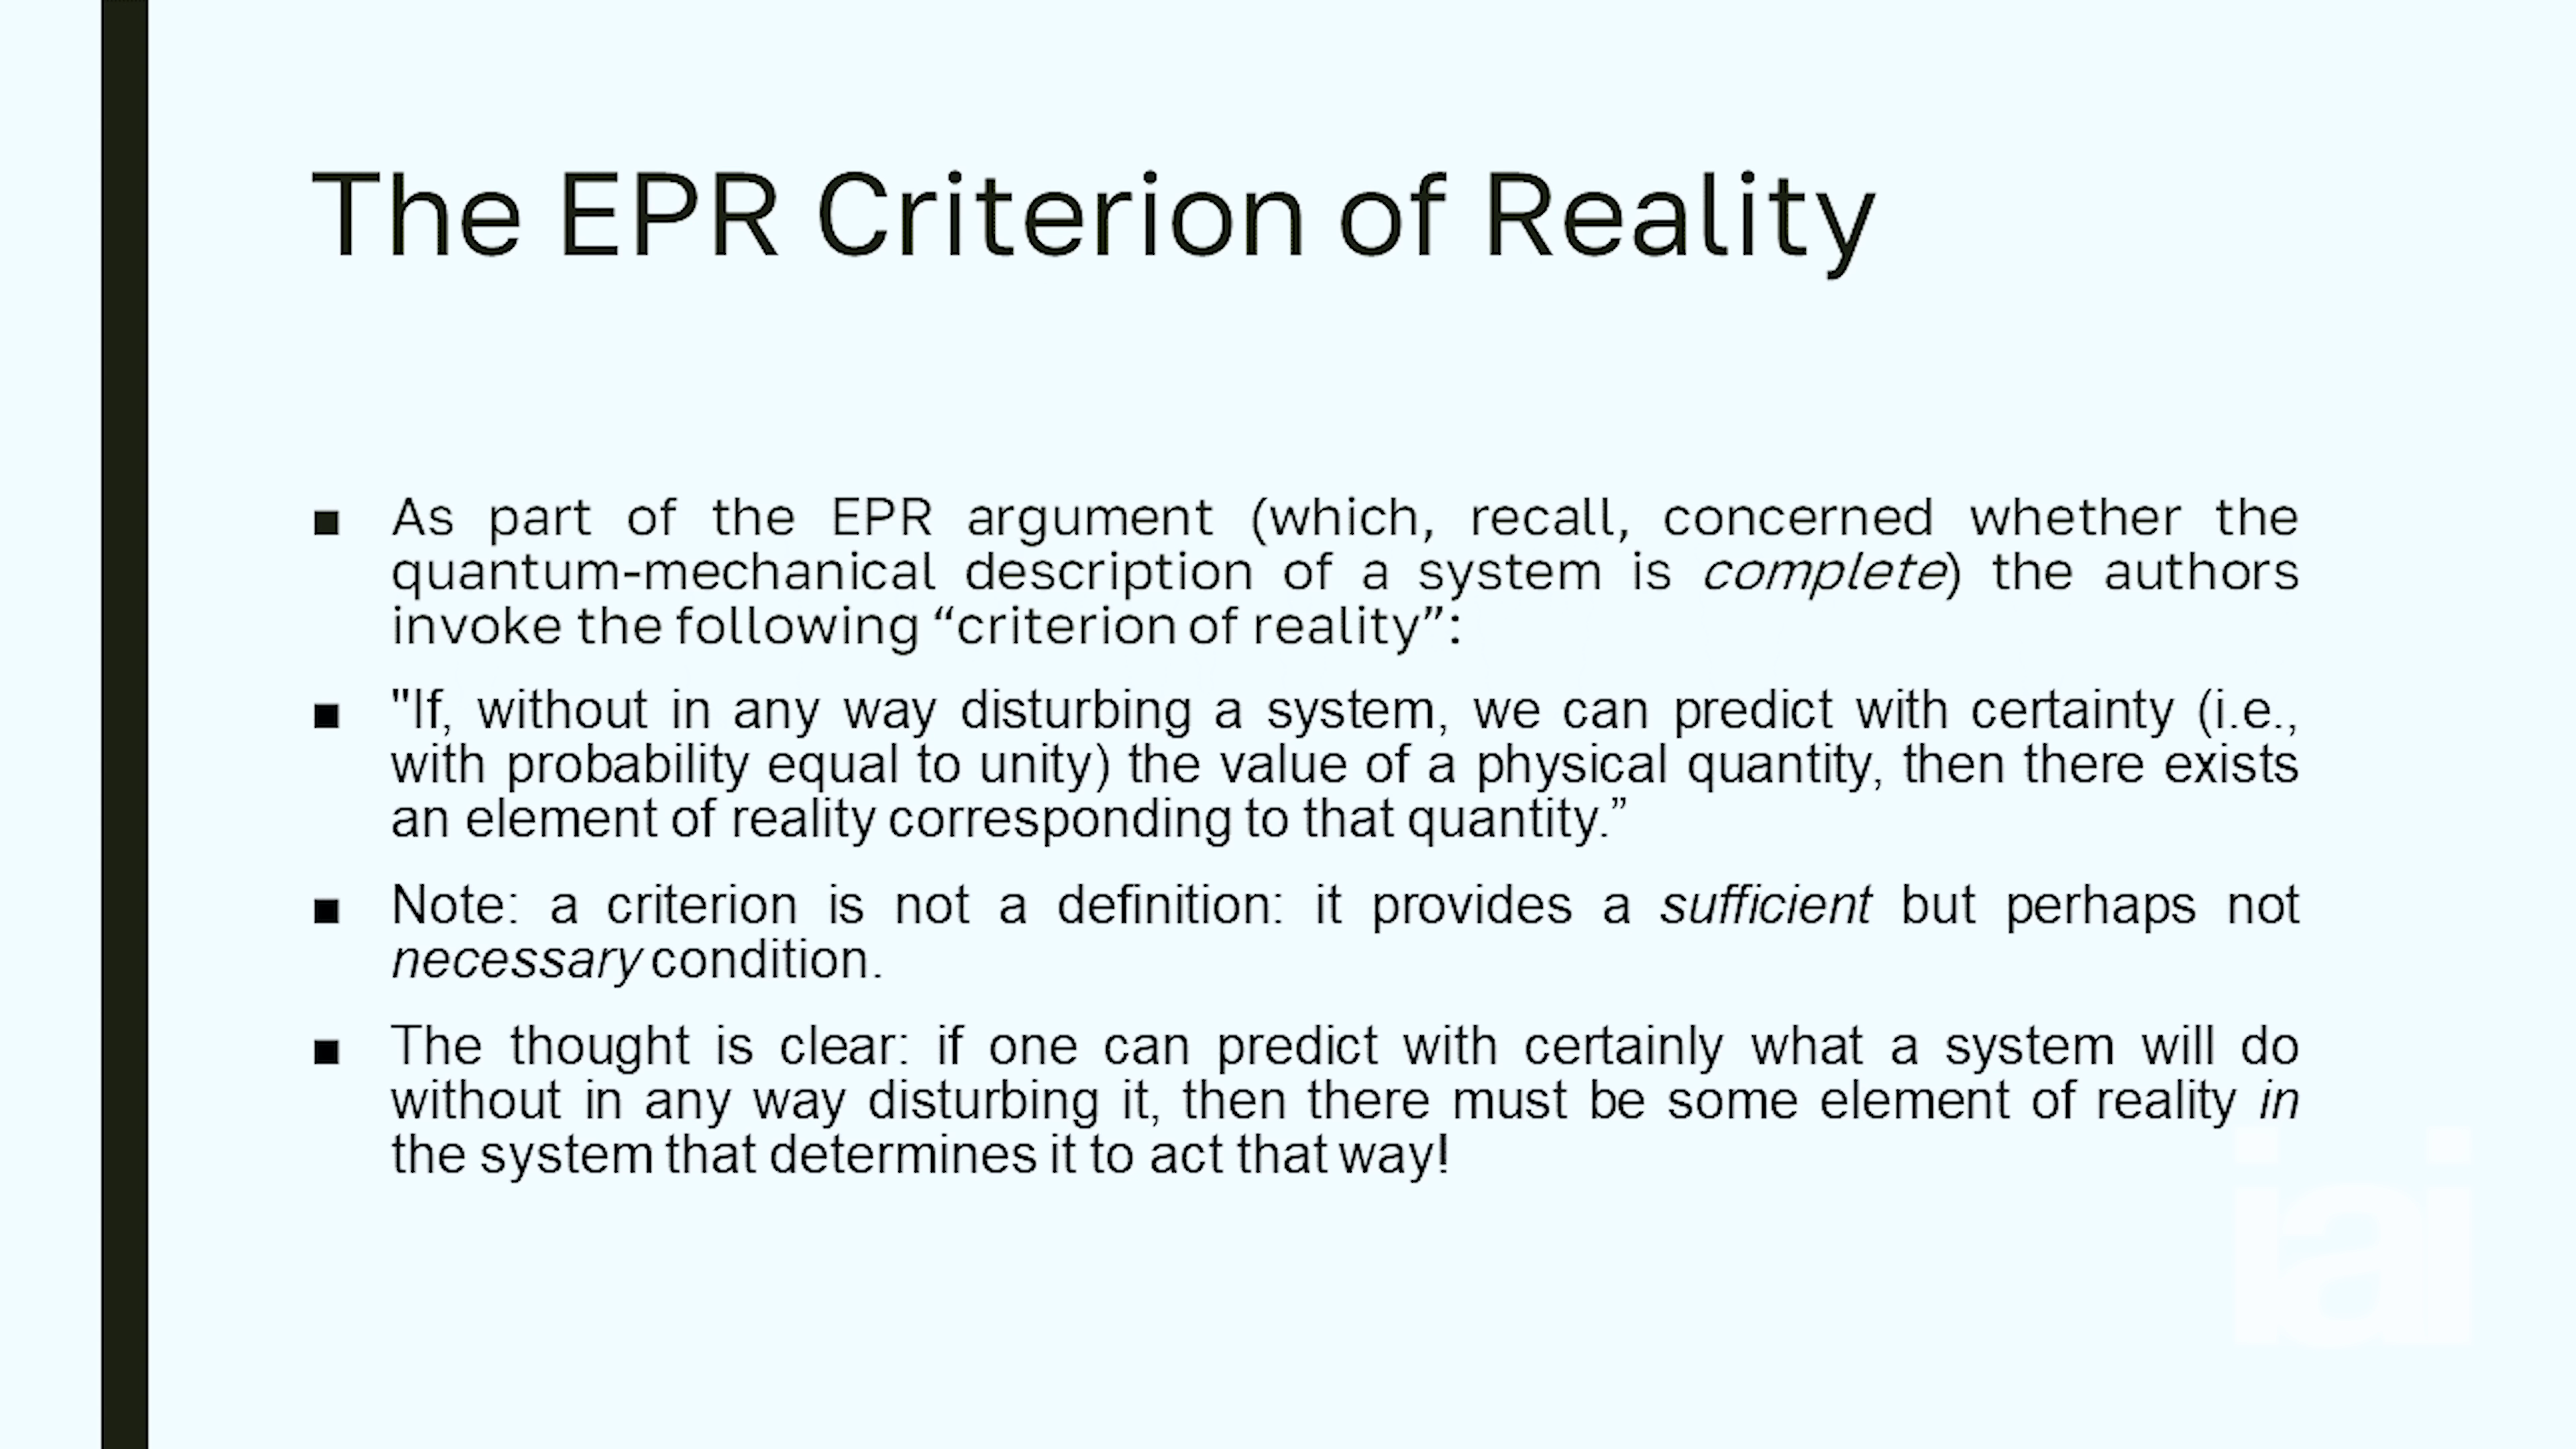 The EPR Criterion of Reality
■ As part of the EPR argument (which, recall, concerned whether the
quantum-mechanical description of a system is complete) the authors
invoke the following “criterion of reality”:
■ "If, without in any way disturbing a system, we can predict with certainty (i.e.,
with probability equal to unity) the value of a physical quantity, then there exists
an element of reality corresponding to that quantity.”
■ Note: a criterion is not a definition: it provides a sufficient but perhaps not
necessary condition.
■ The thought is clear: if one can predict with certainly what a system will do
without in any way disturbing it, then there must be some element of reality in
the system that determines it to act that way!
iai